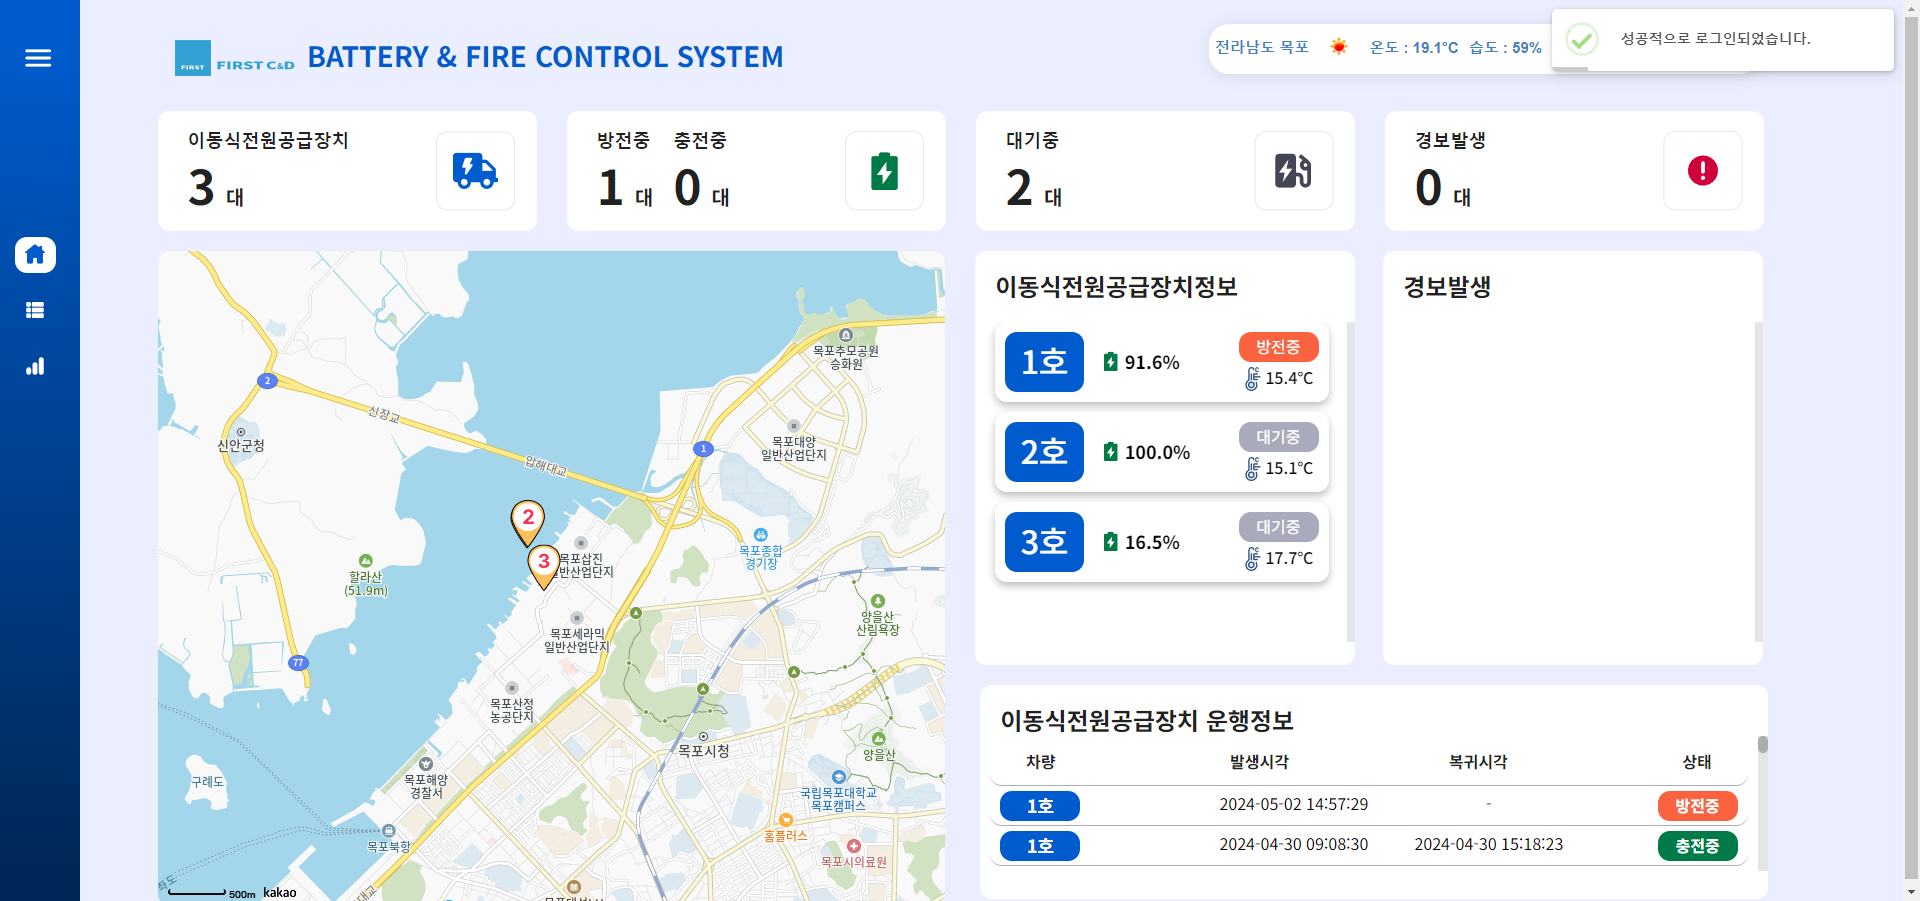 FIRST
FIRST C&D
BATTERY & FIRE CONTROL SYSTEM
전라남도 목포
온도 : 19.1°C 습도 : 59%
성공적으로 로그인되었습니다.
이동식전원공급장치
3 대
방전중 충전중
1 대 0 대
대기중
2 대
경보발생
0 대
목포추모공원
승화원
2
신장교
신안군청
압해대교
1
목포대양
일반산업단지
2
3
목포삽진
일반산업단지
목포종합
경기장
할라산
(51.9m)
양을산
산림욕장
목포세라믹
일반산업단지
77
목포산정
농공단지
목포시청
양을산
구례도
목포해양
경찰서
국립목포대학교
목포캠퍼스
홈플러스
목포북항
목포시의료원
500m
kakao
이동식전원공급장치정보
1호
91.6%
방전중
15.4°C
2호
100.0%
대기중
15.1°C
3호
16.5%
대기중
17.7°C
경보발생
이동식전원공급장치 운행정보
차량 발생시각 복귀시각 상태
1호 2024-05-02 14:57:29 - 방전중
1호 2024-04-30 09:08:30 2024-04-30 15:18:23 충전중